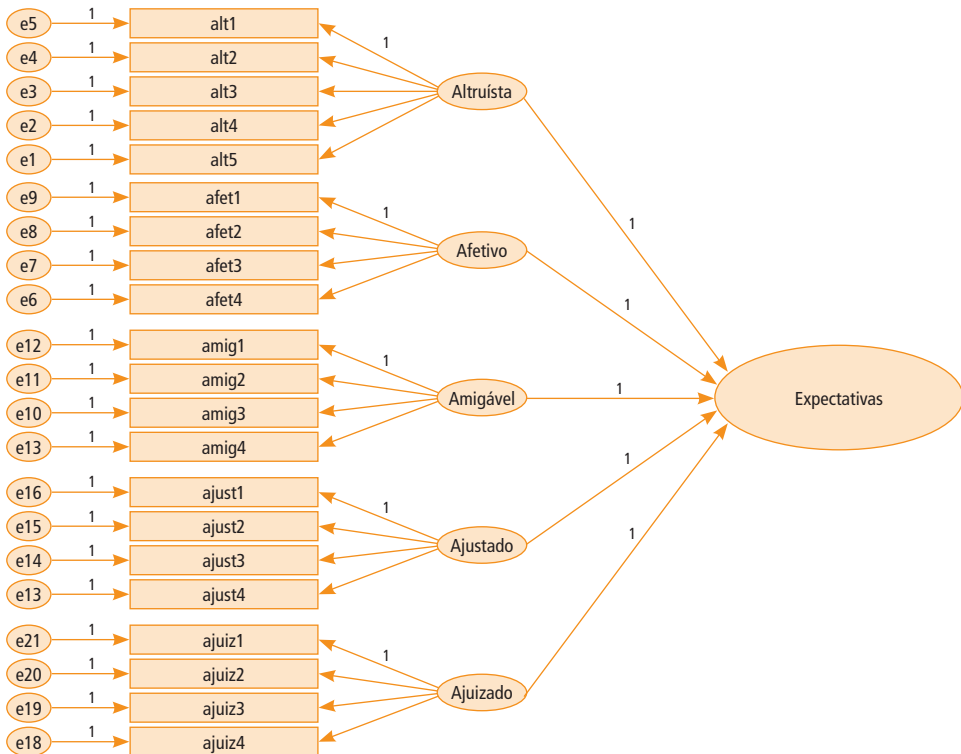 e5 1 alt1
1
e4 1 alt2
e3 1 alt3 Altruísta
e2 1 alt4
e1 1 alt5
e9 1 afet1
1
1
e8 1 afet2
e7 1 afet3 Afetivo
e6 1 afet4
1
e12 1 amig1
1
e11 1 amig2
e10 1 amig3 Amigável 1 Expectativas
e13 1 amig4
1
e16 1 ajust1
1
e15 1 ajust2
e14 1 ajust3 Ajustado
1
e13 1 ajust4
e21 1 ajuiz1
1
e20 1 ajuiz2
e19 1 ajuiz3 Ajuizado
e18 1 ajuiz4